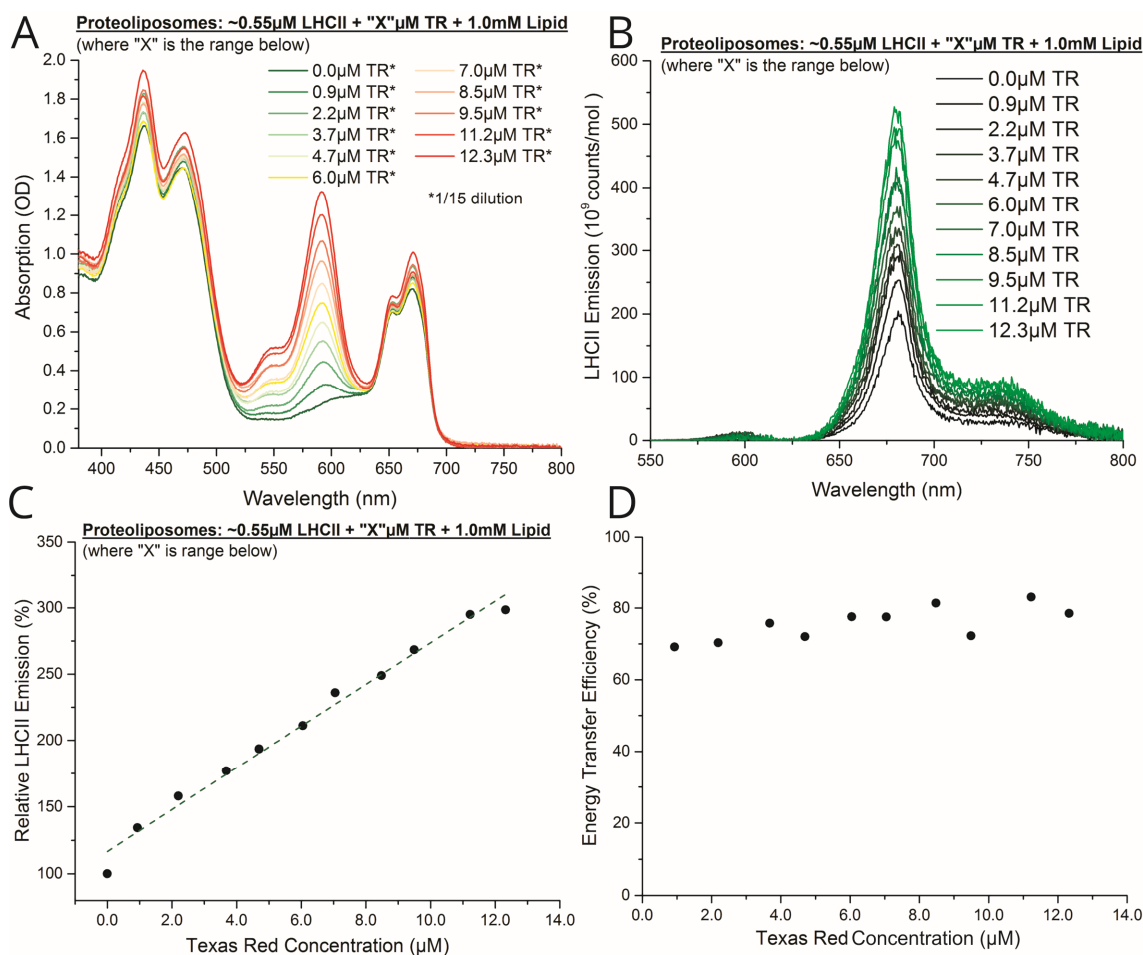 A
Proteoliposomes: ~0.55µM LHCII + "X"µM TR + 1.0mM Lipid
(where "X" is the range below)
0.0µM TR*
0.9µM TR*
2.2µM TR*
3.7µM TR*
4.7µM TR*
6.0µM TR*
7.0µM TR*
8.5µM TR*
9.5µM TR*
11.2µM TR*
12.3µM TR*
*1/15 dilution
Absorption (OD)
2.0
1.8
1.6
1.4
1.2
1.0
0.8
0.6
0.4
0.2
0.0
400 450 500 550 600 650 700 750 800
Wavelength (nm)
B
Proteoliposomes: ~0.55µM LHCII + "X"µM TR + 1.0mM Lipid
(where "X" is the range below)
0.0µM TR
0.9µM TR
2.2µM TR
3.7µM TR
4.7µM TR
6.0µM TR
7.0µM TR
8.5µM TR
9.5µM TR
11.2µM TR
12.3µM TR
LHCII Emission (10⁹ counts/mol)
600
500
400
300
200
100
0
550 600 650 700 750 800
Wavelength (nm)
C
Proteoliposomes: ~0.55µM LHCII + "X"µM TR + 1.0mM Lipid
(where "X" is range below)
Relative LHCII Emission (%)
350
300
250
200
150
100
0.0 2.0 4.0 6.0 8.0 10.0 12.0 14.0
Texas Red Concentration (µM)
D
Energy Transfer Efficiency (%)
100
80
60
40
20
0
0.0 2.0 4.0 6.0 8.0 10.0 12.0 14.0
Texas Red Concentration (µM)